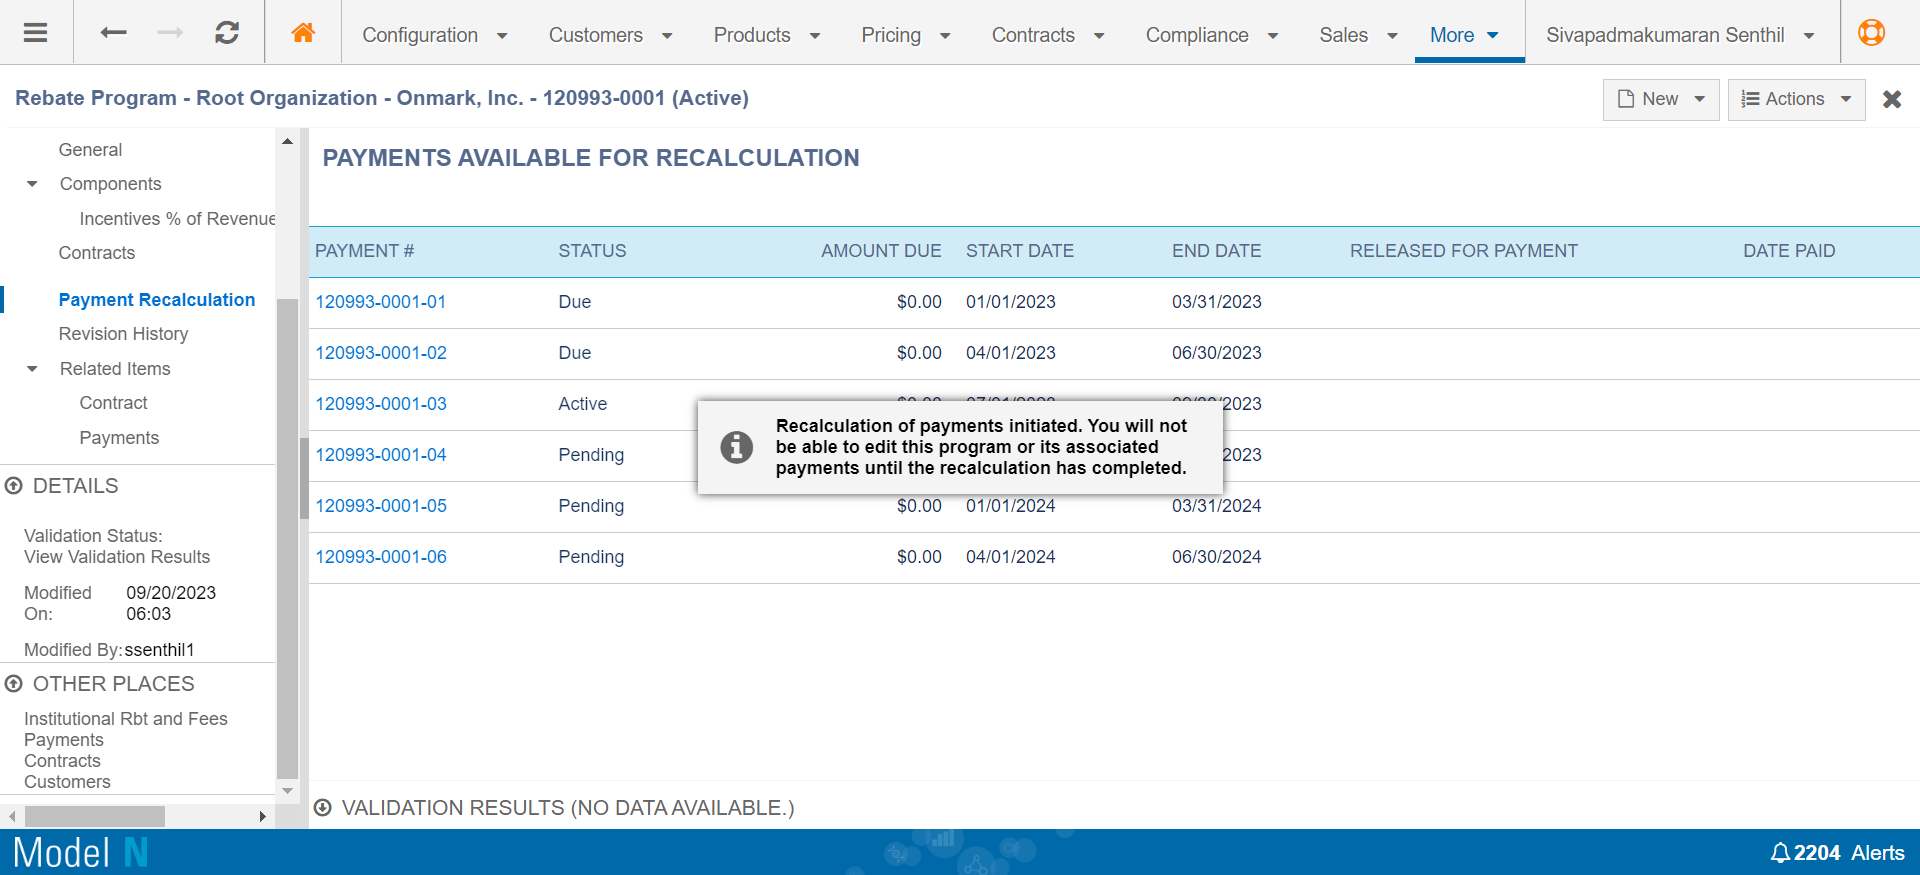 Configuration Customers Products Pricing Contracts Compliance Sales More Sivapadmakumaran Senthil
Rebate Program - Root Organization - Onmark, Inc. - 120993-0001 (Active)
New Actions
General
Components
Incentives % of Revenue
Contracts
Payment Recalculation
Revision History
Related Items
Contract
Payments
DETAILS
Validation Status:
View Validation Results
Modified On: 09/20/2023 06:03
Modified By: ssenthil1
OTHER PLACES
Institutional Rbt and Fees
Payments
Contracts
Customers
PAYMENTS AVAILABLE FOR RECALCULATION
PAYMENT # STATUS AMOUNT DUE START DATE END DATE RELEASED FOR PAYMENT DATE PAID
120993-0001-01 Due $0.00 01/01/2023 03/31/2023
120993-0001-02 Due $0.00 04/01/2023 06/30/2023
120993-0001-03 Active 2023
120993-0001-04 Pending 2023
120993-0001-05 Pending $0.00 01/01/2024 03/31/2024
120993-0001-06 Pending $0.00 04/01/2024 06/30/2024
Recalculation of payments initiated. You will not
be able to edit this program or its associated
payments until the recalculation has completed.
VALIDATION RESULTS (NO DATA AVAILABLE.)
Model N
2204 Alerts